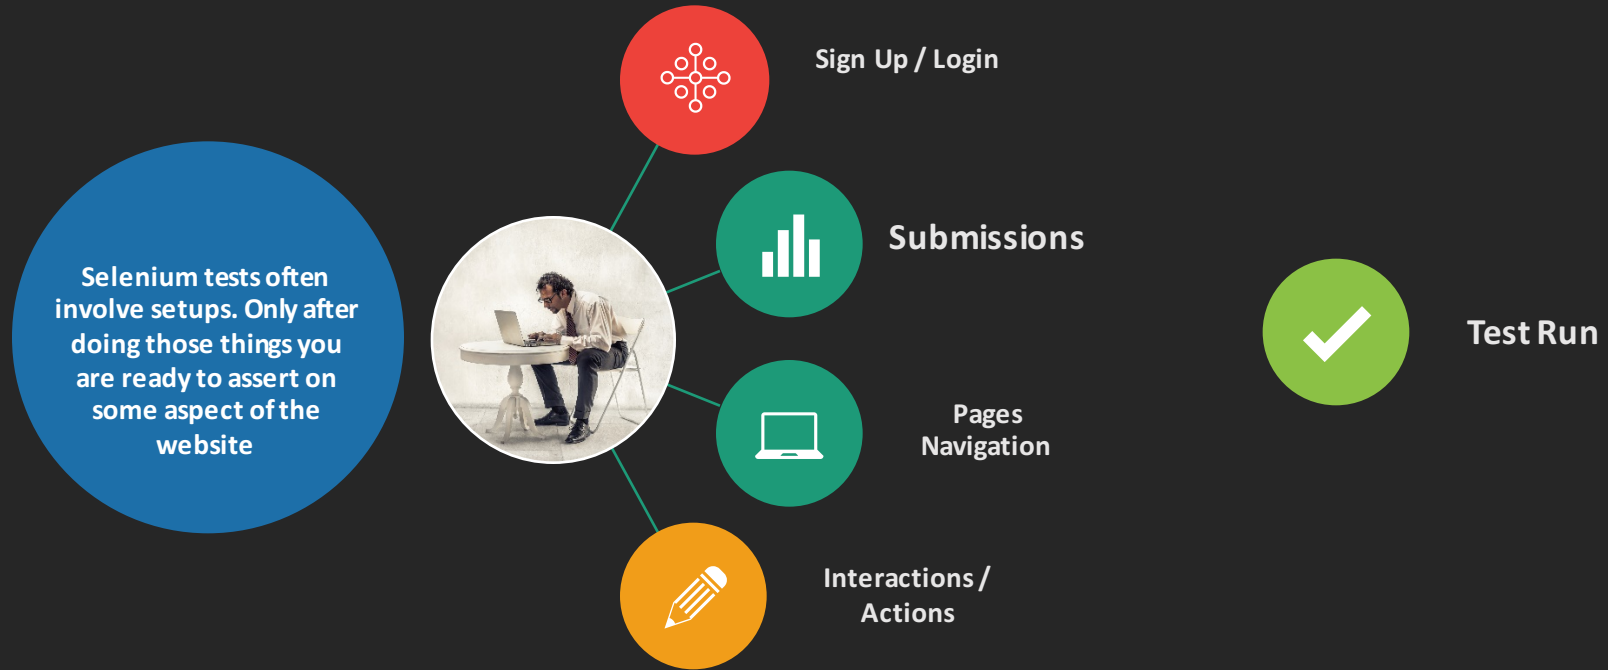 Selenium tests often
involve setups. Only after
doing those things you
are ready to assert on
some aspect of the
website
Sign Up / Login
Submissions
Pages
Navigation
Interactions /
Actions
Test Run